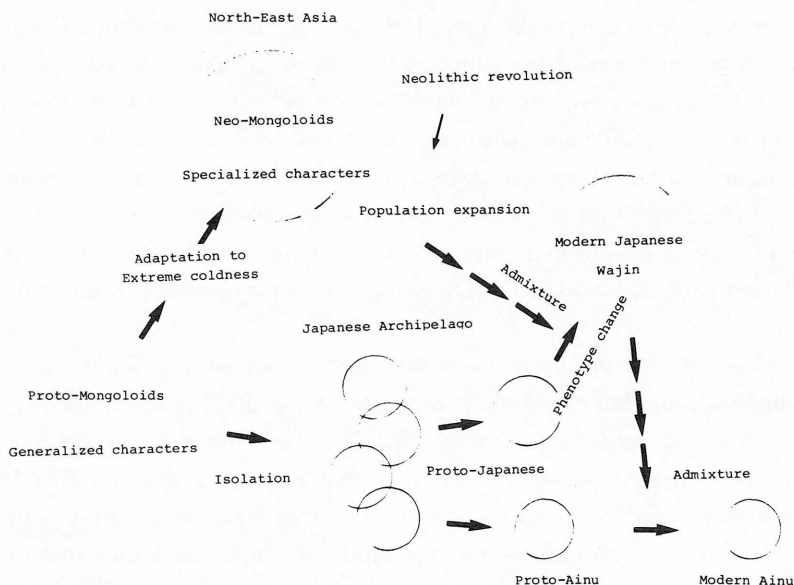 North-East Asia
Neolithic revolution
Neo-Mongoloids
Specialized characters
Population expansion
Modern Japanese
Wajin
Adaptation to
Extreme coldness
Admixture
Japanese Archipelago
Phenotype change
Proto-Mongoloids
Generalized characters
Isolation
Proto-Japanese
Admixture
Proto-Ainu
Modern Ainu